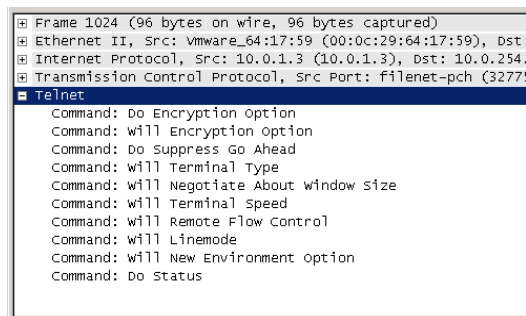 Frame 1024 (96 bytes on wire, 96 bytes captured)
Ethernet II, Src: Vmware_64:17:59 (00:0c:29:64:17:59), Dst
Internet Protocol, Src: 10.0.1.3 (10.0.1.3), Dst: 10.0.254.
Transmission Control Protocol, Src Port: filenet-pch (32775
Telnet
Command: Do Encryption Option
Command: Will Encryption Option
Command: Do Suppress Go Ahead
Command: Will Terminal Type
Command: Will Negotiate About Window Size
Command: Will Terminal Speed
Command: Will Remote Flow Control
Command: Will Linemode
Command: Will New Environment Option
Command: Do Status